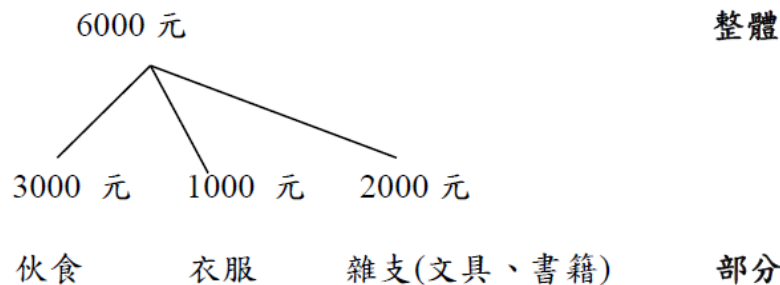 6000 元 整體
3000 元 1000 元 2000 元
伙食 衣服 雜支(文具、書籍) 部分